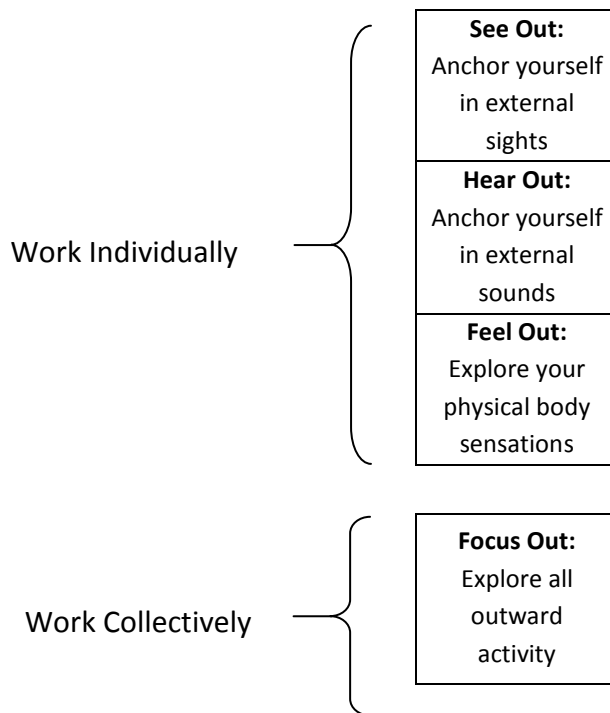 See Out:
Anchor yourself
in external
sights
Hear Out:
Anchor yourself
in external
sounds
Work Individually
Feel Out:
Explore your
physical body
sensations
Focus Out:
Explore all
outward
activity
Work Collectively